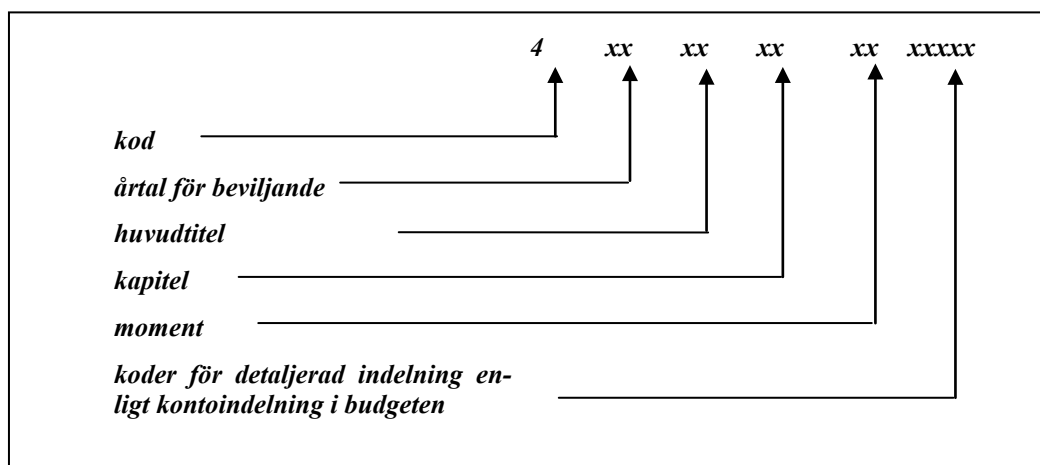 4 xx xx xx xx xxxxx
kod
årtal för beviljande
huvudtitel
kapitel
moment
koder för detaljerad indelning en-
ligt kontoindelning i budgeten